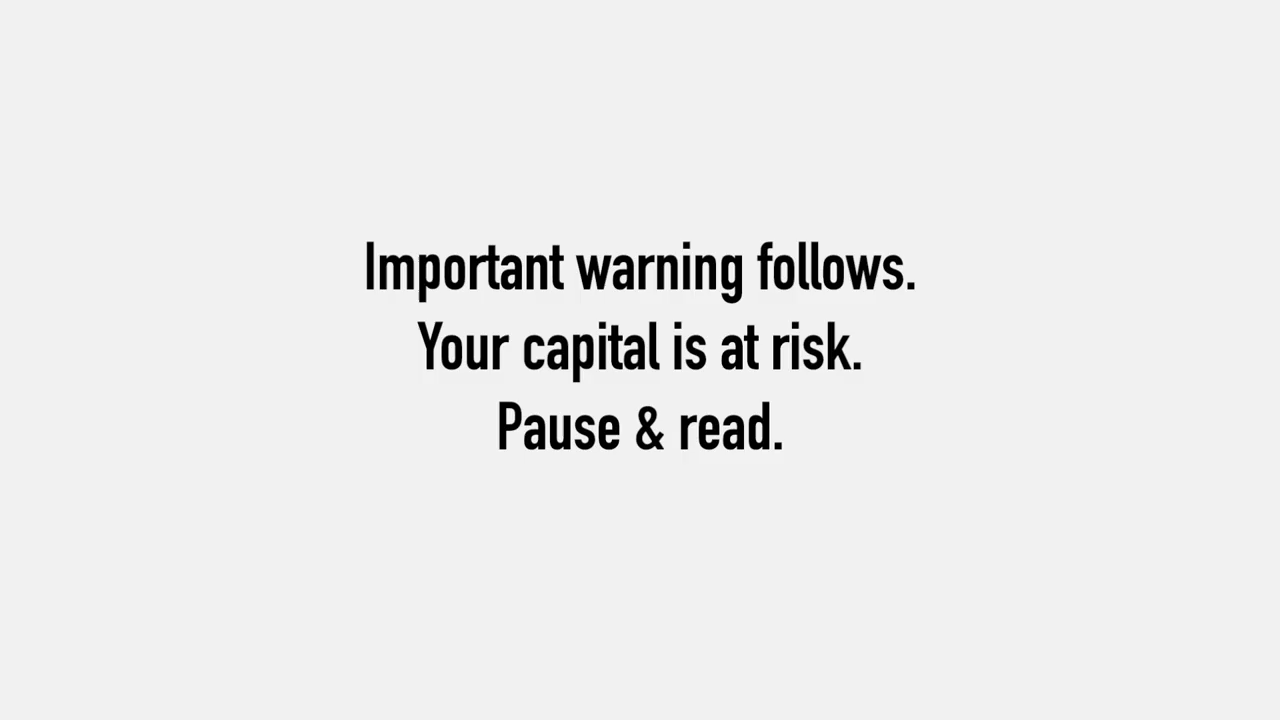 Important warning follows.
Your capital is at risk.
Pause & read.